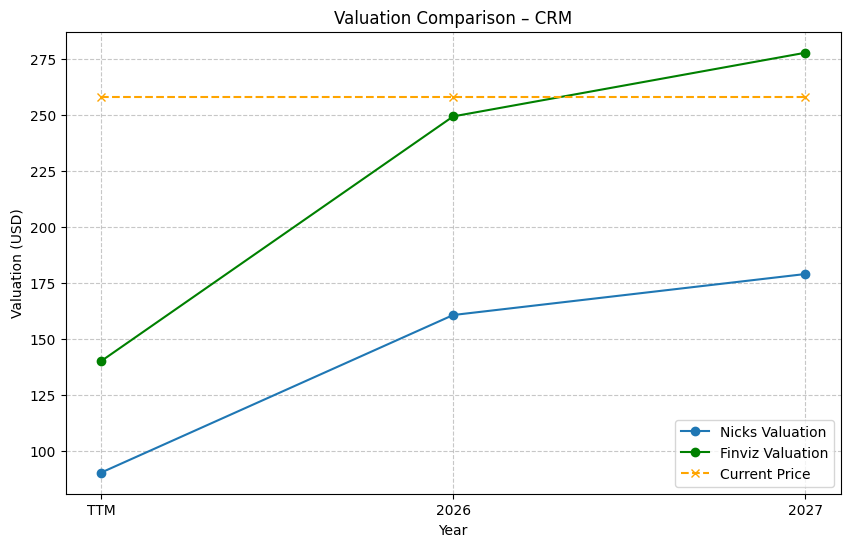 Valuation Comparison – CRM
Valuation (USD)
275
250
225
200
175
150
125
100
TTM
2026
2027
Year
Nicks Valuation
Finviz Valuation
Current Price